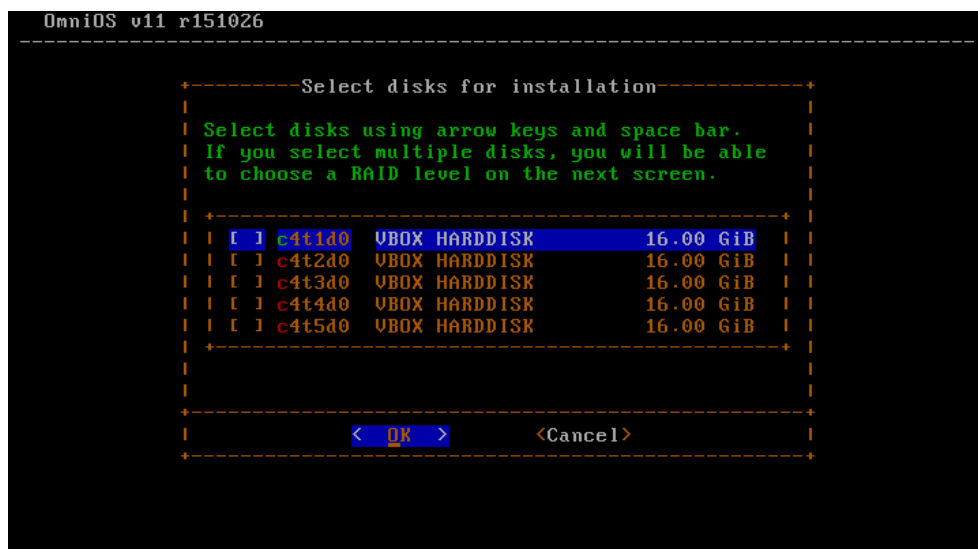 OmniOS v11 r151026
Select disks for installation
Select disks using arrow keys and space bar.
If you select multiple disks, you will be able
to choose a RAID level on the next screen.
[ ] c4t1d0 VBOX HARDDISK 16.00 GiB
[ ] c4t2d0 VBOX HARDDISK 16.00 GiB
[ ] c4t3d0 VBOX HARDDISK 16.00 GiB
[ ] c4t4d0 VBOX HARDDISK 16.00 GiB
[ ] c4t5d0 VBOX HARDDISK 16.00 GiB
< OK > <Cancel>